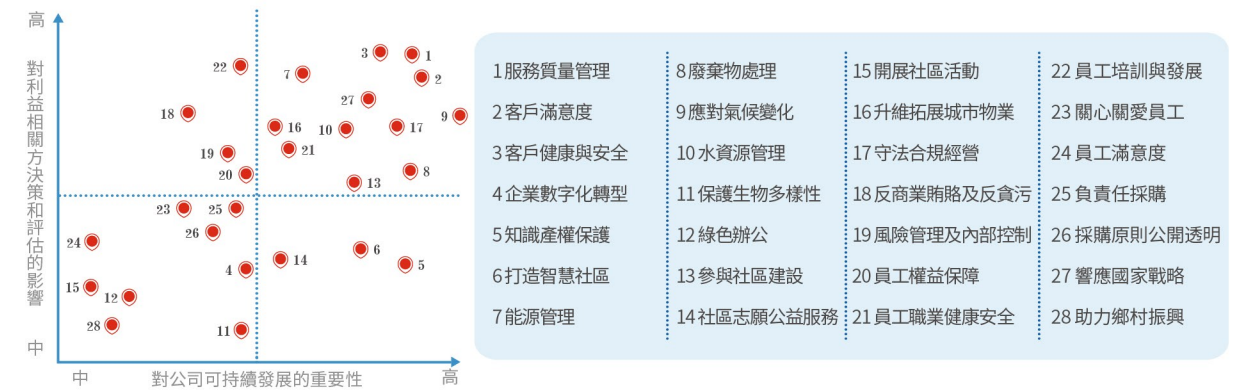 高
對利益相關方決策和評估的影響
中
中
對公司可持續發展的重要性
高
3
1
22
7
2
27
9
18
16
10
17
19
21
20
8
13
23
25
26
24
6
14
5
4
15
12
28
11
1服務質量管理
2客戶滿意度
3客戶健康與安全
4企業數字化轉型
5知識產權保護
6打造智慧社區
7能源管理
8廢棄物處理
9應對氣候變化
10水資源管理
11保護生物多樣性
12綠色辦公
13參與社區建設
14社區志願公益服務
15開展社區活動
16升維拓展城市物業
17守法合規經營
18反商業賄賂及反貪污
19風險管理及內部控制
20員工權益保障
21員工職業健康安全
22員工培訓與發展
23關心關愛員工
24員工滿意度
25負責任採購
26採購原則公開透明
27響應國家戰略
28助力鄉村振興